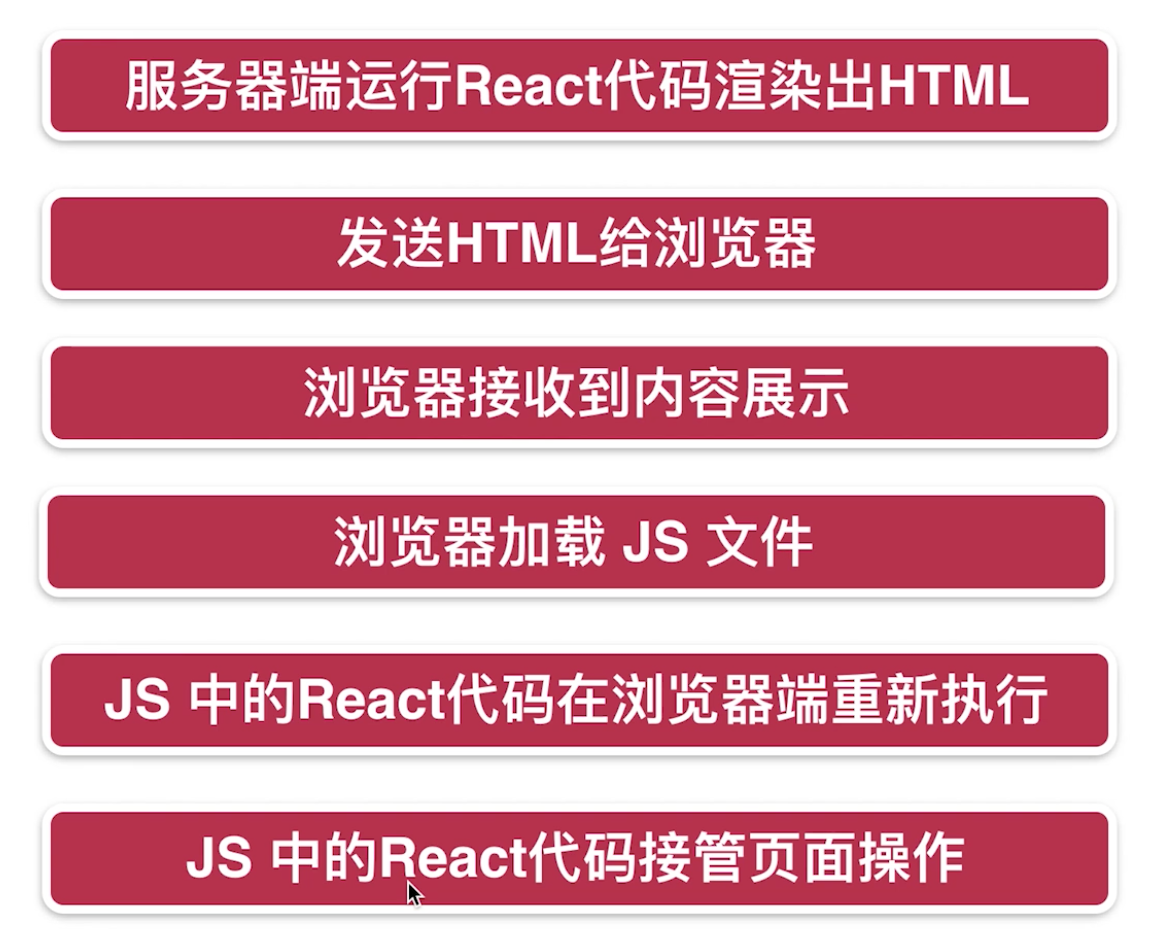 服务器端运行React代码渲染出HTML
发送HTML给浏览器
浏览器接收到内容展示
浏览器加载 JS 文件
JS 中的React代码在浏览器端重新执行
JS 中的React代码接管页面操作